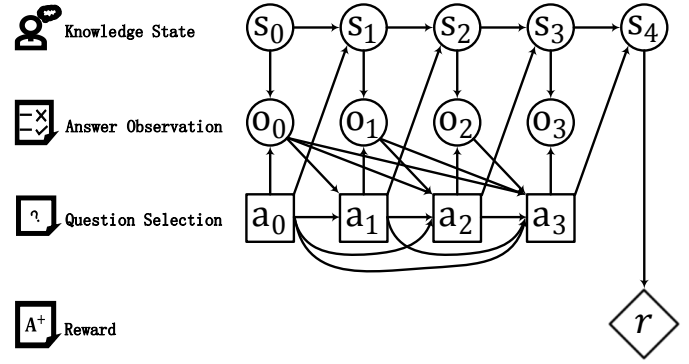 Knowledge State s₀ s₁ s₂ s₃ s₄
Answer Observation o₀ o₁ o₂ o₃
? Question Selection a₀ a₁ a₂ a₃
A⁺ Reward r